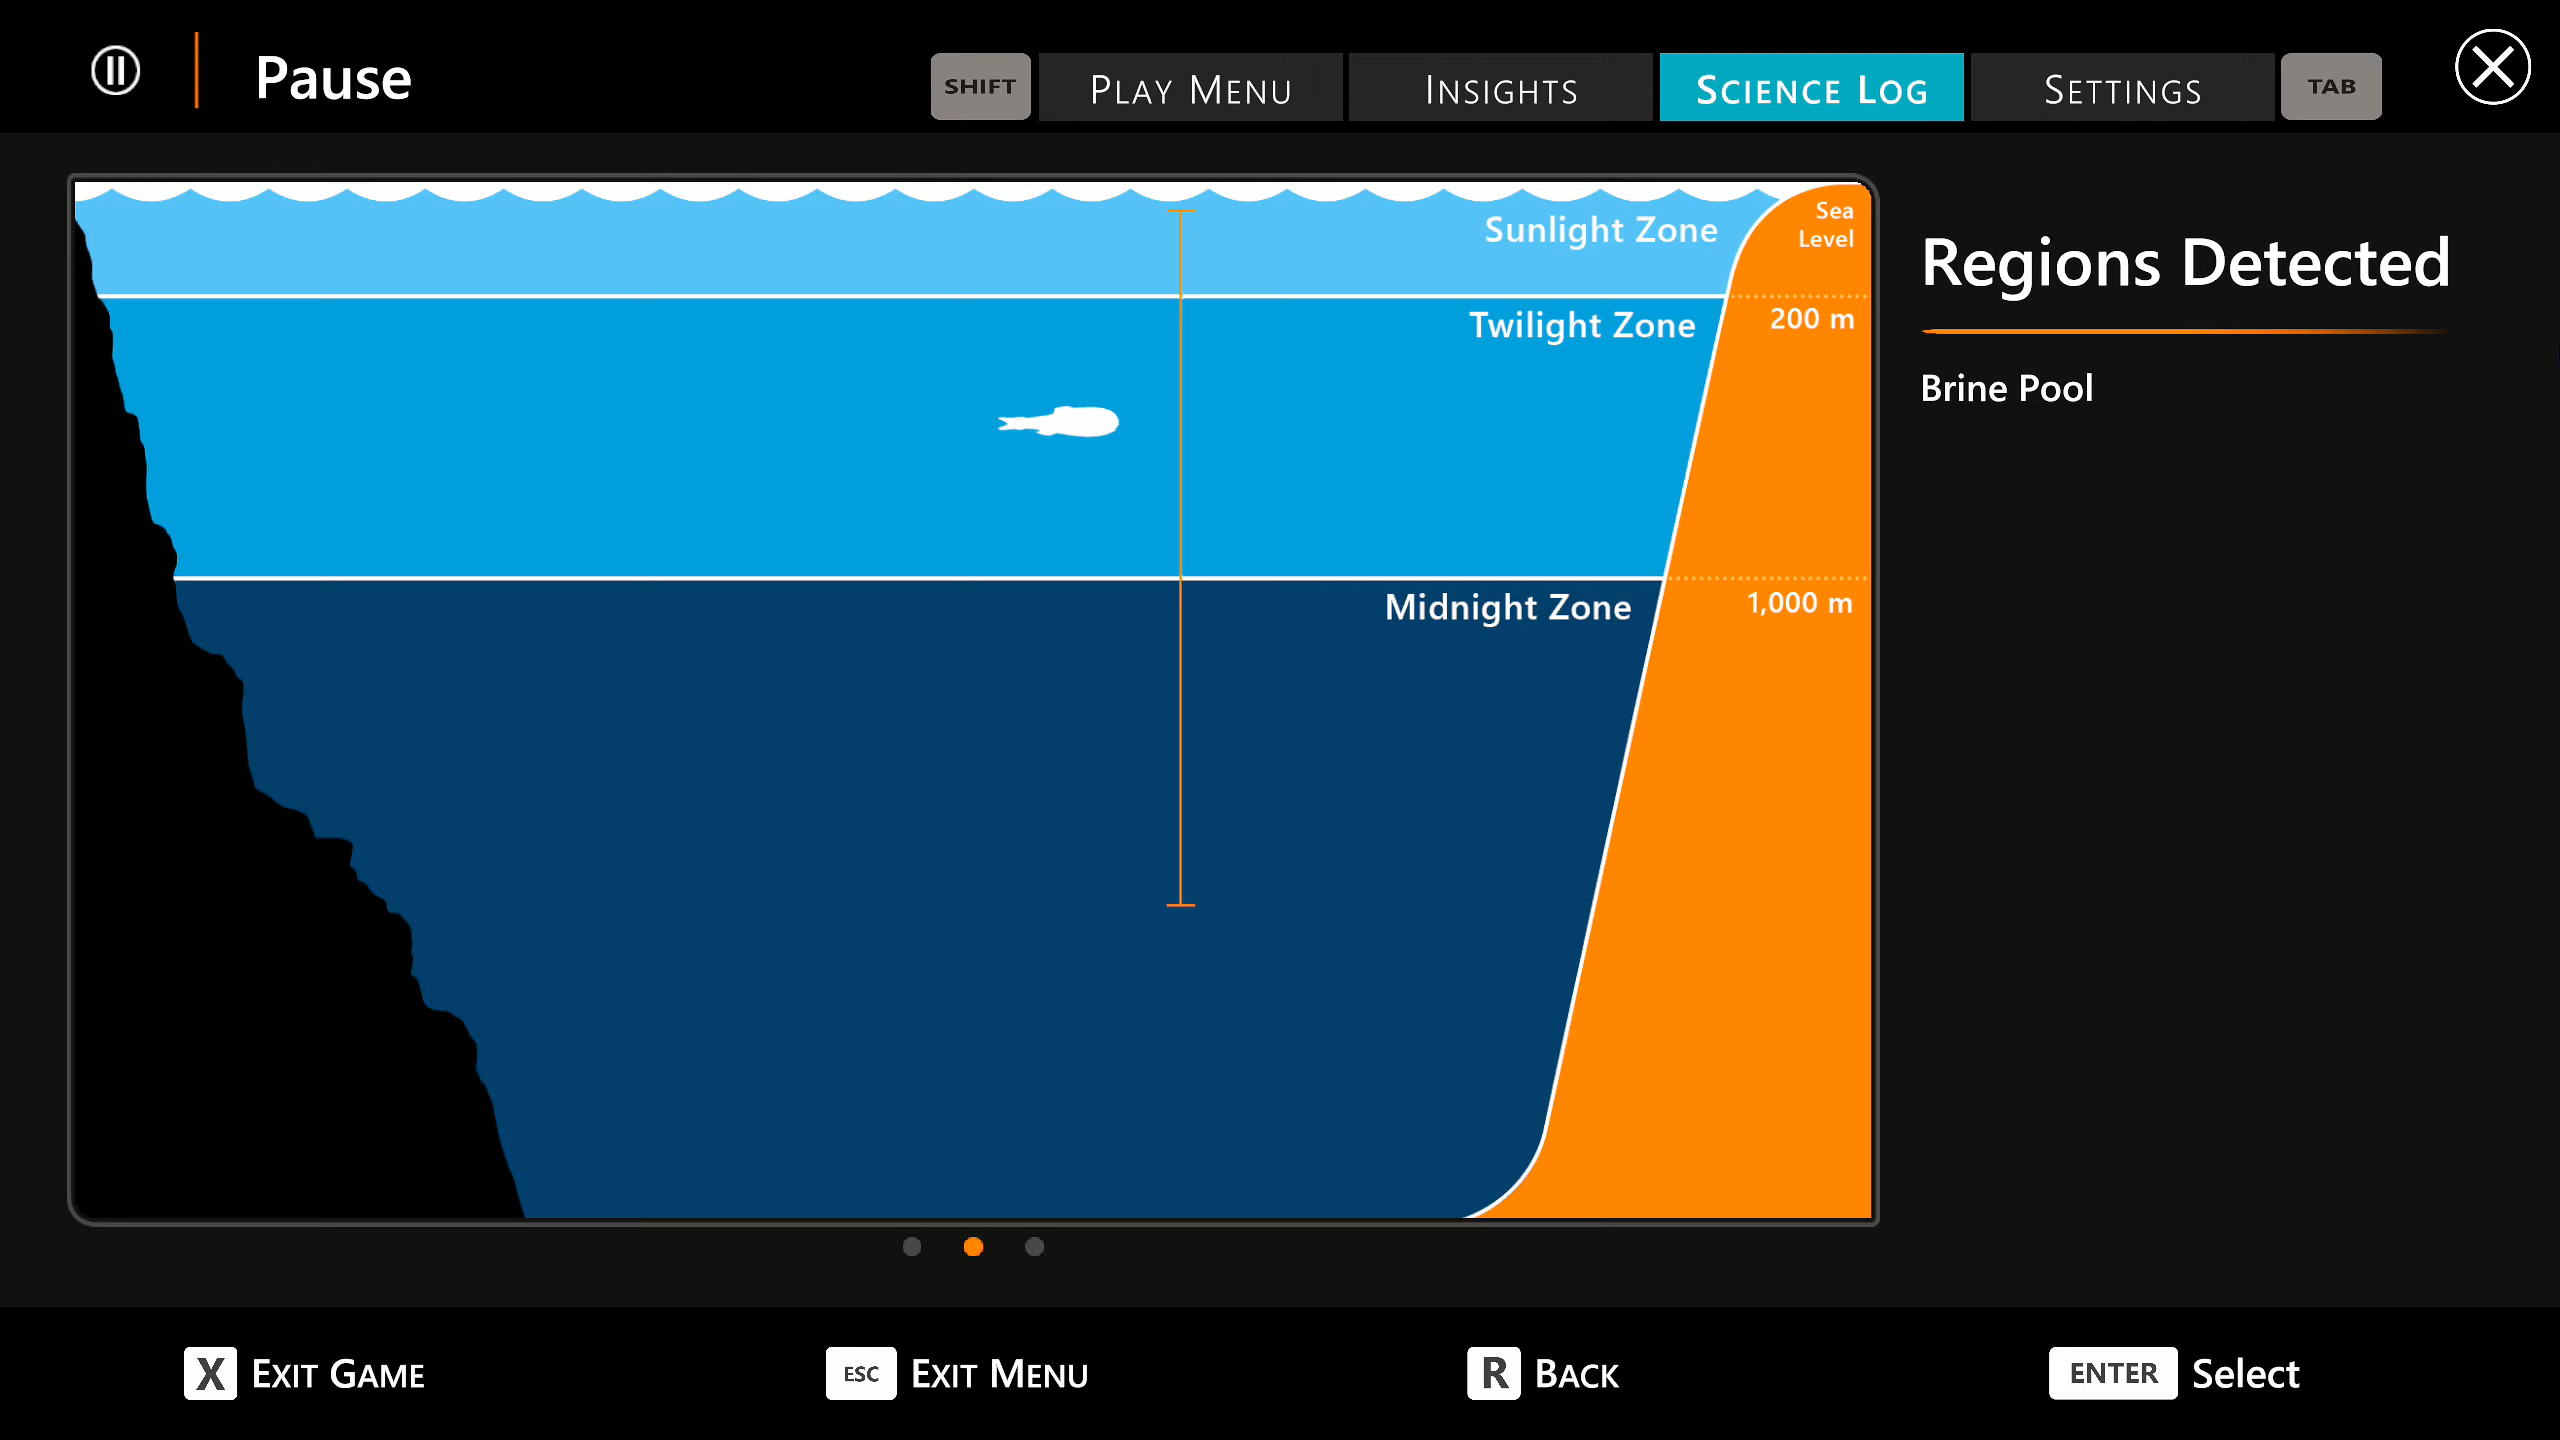 Pause
SHIFT
PLAY MENU
INSIGHTS
SCIENCE LOG
SETTINGS
TAB
Sunlight Zone
Sea
Level
Twilight Zone
200 m
Midnight Zone
1,000 m
Regions Detected
Brine Pool
X EXIT GAME
ESC EXIT MENU
R BACK
ENTER Select